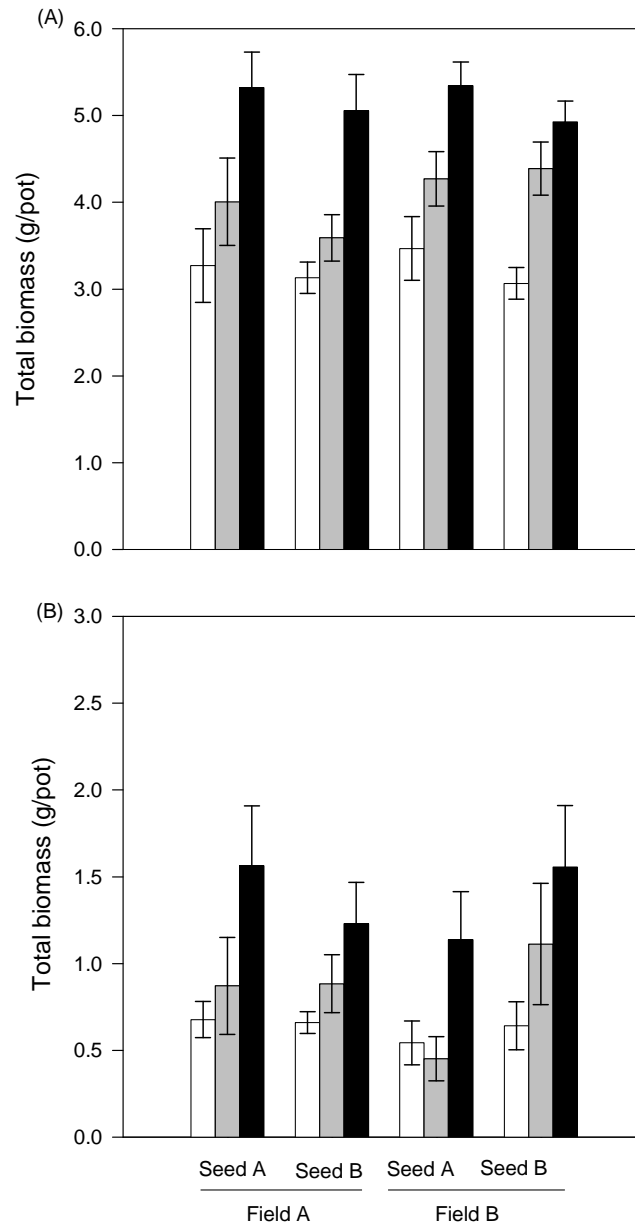 (A)
6.0
5.0
4.0
3.0
2.0
1.0
0.0
Total biomass (g/pot)
(B)
3.0
2.5
2.0
1.5
1.0
0.5
0.0
Total biomass (g/pot)
Seed A Seed B Seed A Seed B
Field A Field B